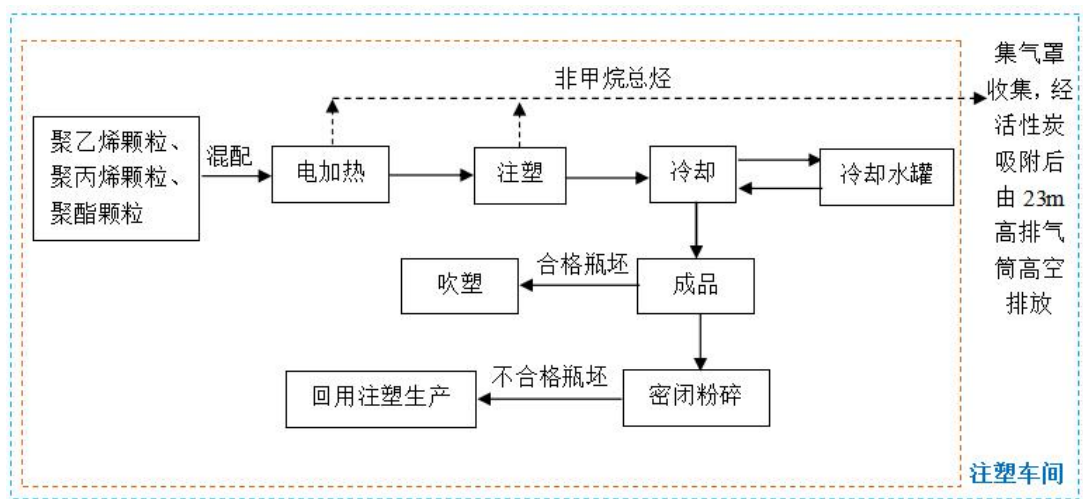 非甲烷总烃
集气罩
收集，经
活性炭
吸附后
由 23m
高排气
筒高空
排放
聚乙烯颗粒、
聚丙烯颗粒、
聚酯颗粒
混配
电加热
注塑
冷却
冷却水罐
吹塑
合格瓶坯
成品
回用注塑生产
不合格瓶坯
密闭粉碎
注塑车间